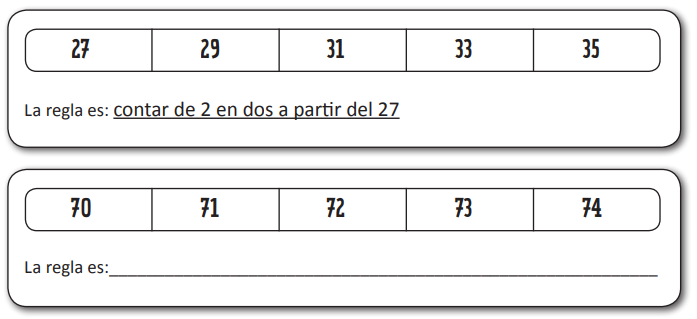 27 29 31 33 35
La regla es: contar de 2 en dos a partir del 27
70 71 72 73 74
La regla es:____________________________________________________________